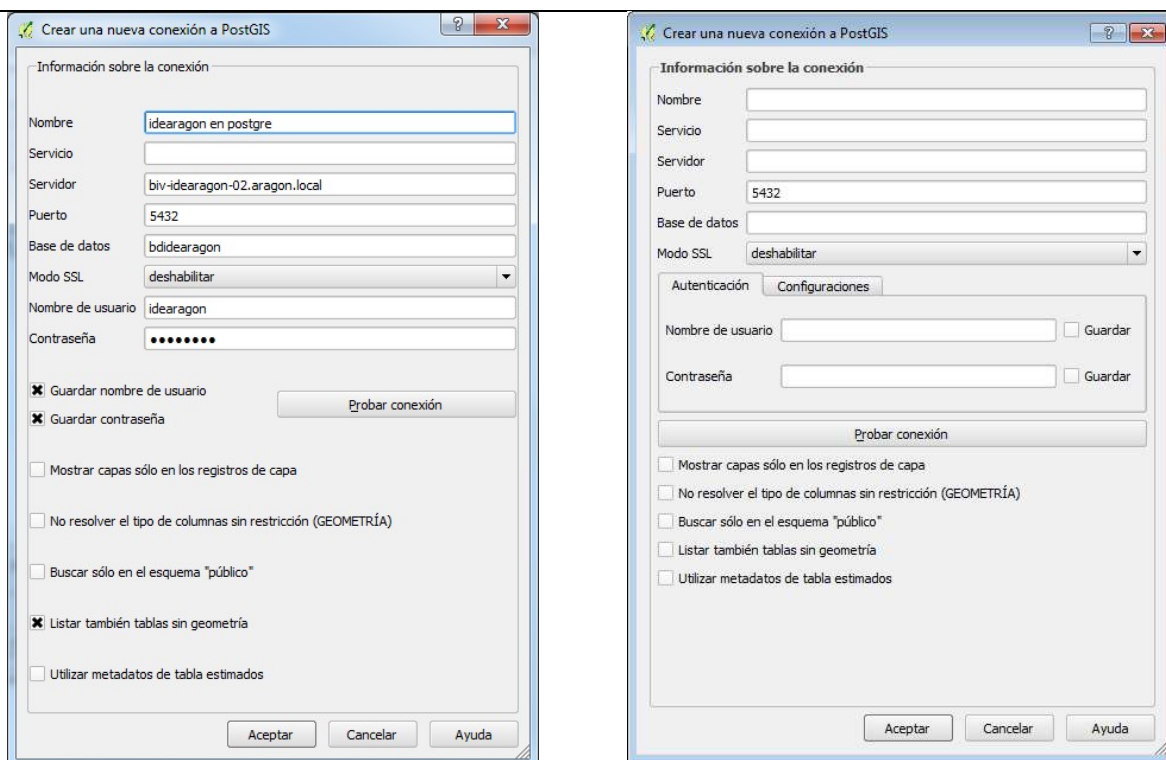 Crear una nueva conexión a PostGIS
Información sobre la conexión
Nombre idearagon en postgre
Servicio
Servidor biv-idearagon-02.aragon.local
Puerto 5432
Base de datos bdidearagon
Modo SSL deshabilitar
Nombre de usuario idearagon
Contraseña ●●●●●●●●
Guardar nombre de usuario
Guardar contraseña
Probar conexión
Mostrar capas sólo en los registros de capa
No resolver el tipo de columnas sin restricción (GEOMETRÍA)
Buscar sólo en el esquema "público"
Listar también tablas sin geometría
Utilizar metadatos de tabla estimados
Aceptar Cancelar Ayuda
Crear una nueva conexión a PostGIS
Información sobre la conexión
Nombre
Servicio
Servidor
Puerto 5432
Base de datos
Modo SSL deshabilitar
Autenticación Configuraciones
Nombre de usuario Guardar
Contraseña Guardar
Probar conexión
Mostrar capas sólo en los registros de capa
No resolver el tipo de columnas sin restricción (GEOMETRÍA)
Buscar sólo en el esquema "público"
Listar también tablas sin geometría
Utilizar metadatos de tabla estimados
Aceptar Cancelar Ayuda